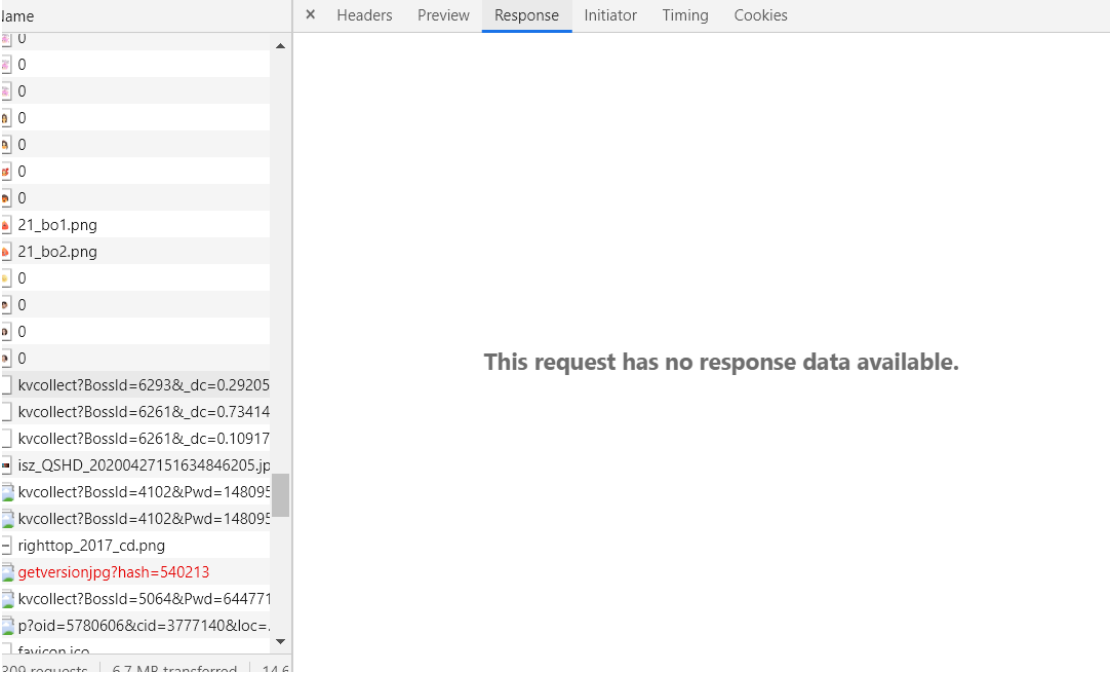 Name
Headers Preview Response Initiator Timing Cookies
0
0
0
0
0
0
0
21_bo1.png
21_bo2.png
0
0
0
0
kvcollect?BossId=6293&_dc=0.29205
kvcollect?BossId=6261&_dc=0.73414
kvcollect?BossId=6261&_dc=0.10917
isz_QSHD_20200427151634846205.jp
kvcollect?BossId=4102&Pwd=148095
kvcollect?BossId=4102&Pwd=148095
righttop_2017_cd.png
getversionjpg?hash=540213
kvcollect?BossId=5064&Pwd=644771
p?oid=5780606&cid=3777140&loc=.
favicon.ico
309 requests 6.7 MB transferred 14.6
This request has no response data available.